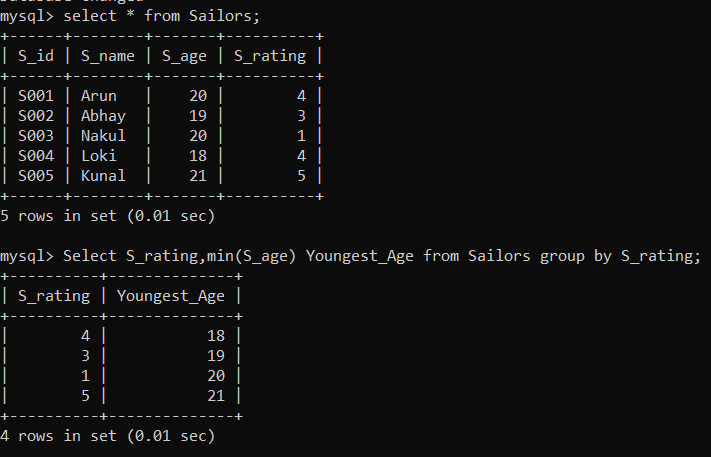 Database changed
mysql> select * from Sailors;
+------+--------+-------+----------+
| S_id | S_name | S_age | S_rating |
+------+--------+-------+----------+
| S001 | Arun   |    20 |        4 |
| S002 | Abhay  |    19 |        3 |
| S003 | Nakul  |    20 |        1 |
| S004 | Loki   |    18 |        4 |
| S005 | Kunal  |    21 |        5 |
+------+--------+-------+----------+
5 rows in set (0.01 sec)
mysql> Select S_rating,min(S_age) Youngest_Age from Sailors group by S_rating;
+----------+--------------+
| S_rating | Youngest_Age |
+----------+--------------+
|        4 |           18 |
|        3 |           19 |
|        1 |           20 |
|        5 |           21 |
+----------+--------------+
4 rows in set (0.01 sec)